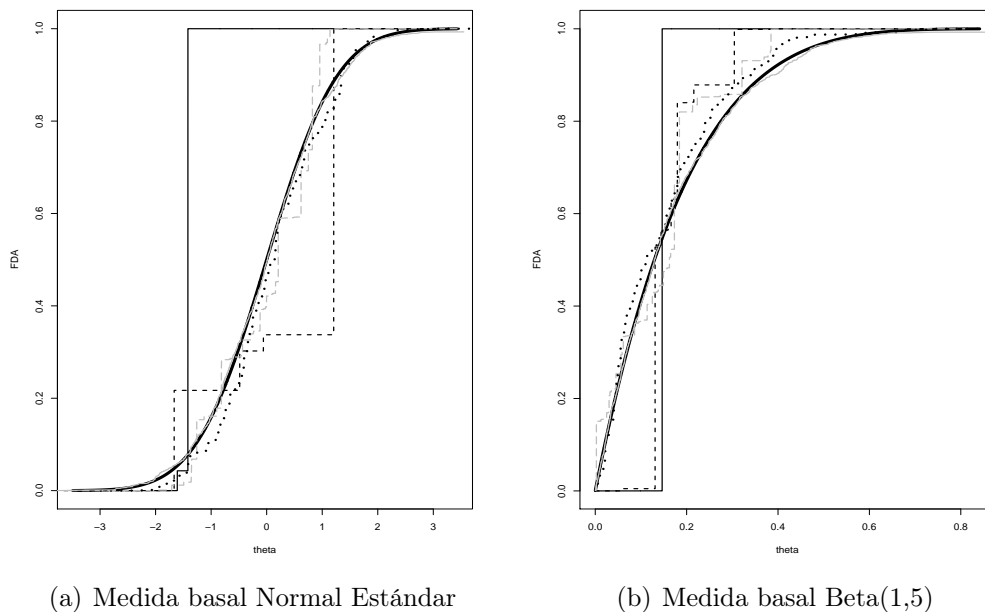 FDA
1.0
0.8
0.6
0.4
0.2
0.0
−3 −2 −1 0 1 2 3
theta
(a) Medida basal Normal Estándar
FDA
1.0
0.8
0.6
0.4
0.2
0.0
0.0 0.2 0.4 0.6 0.8
theta
(b) Medida basal Beta(1,5)